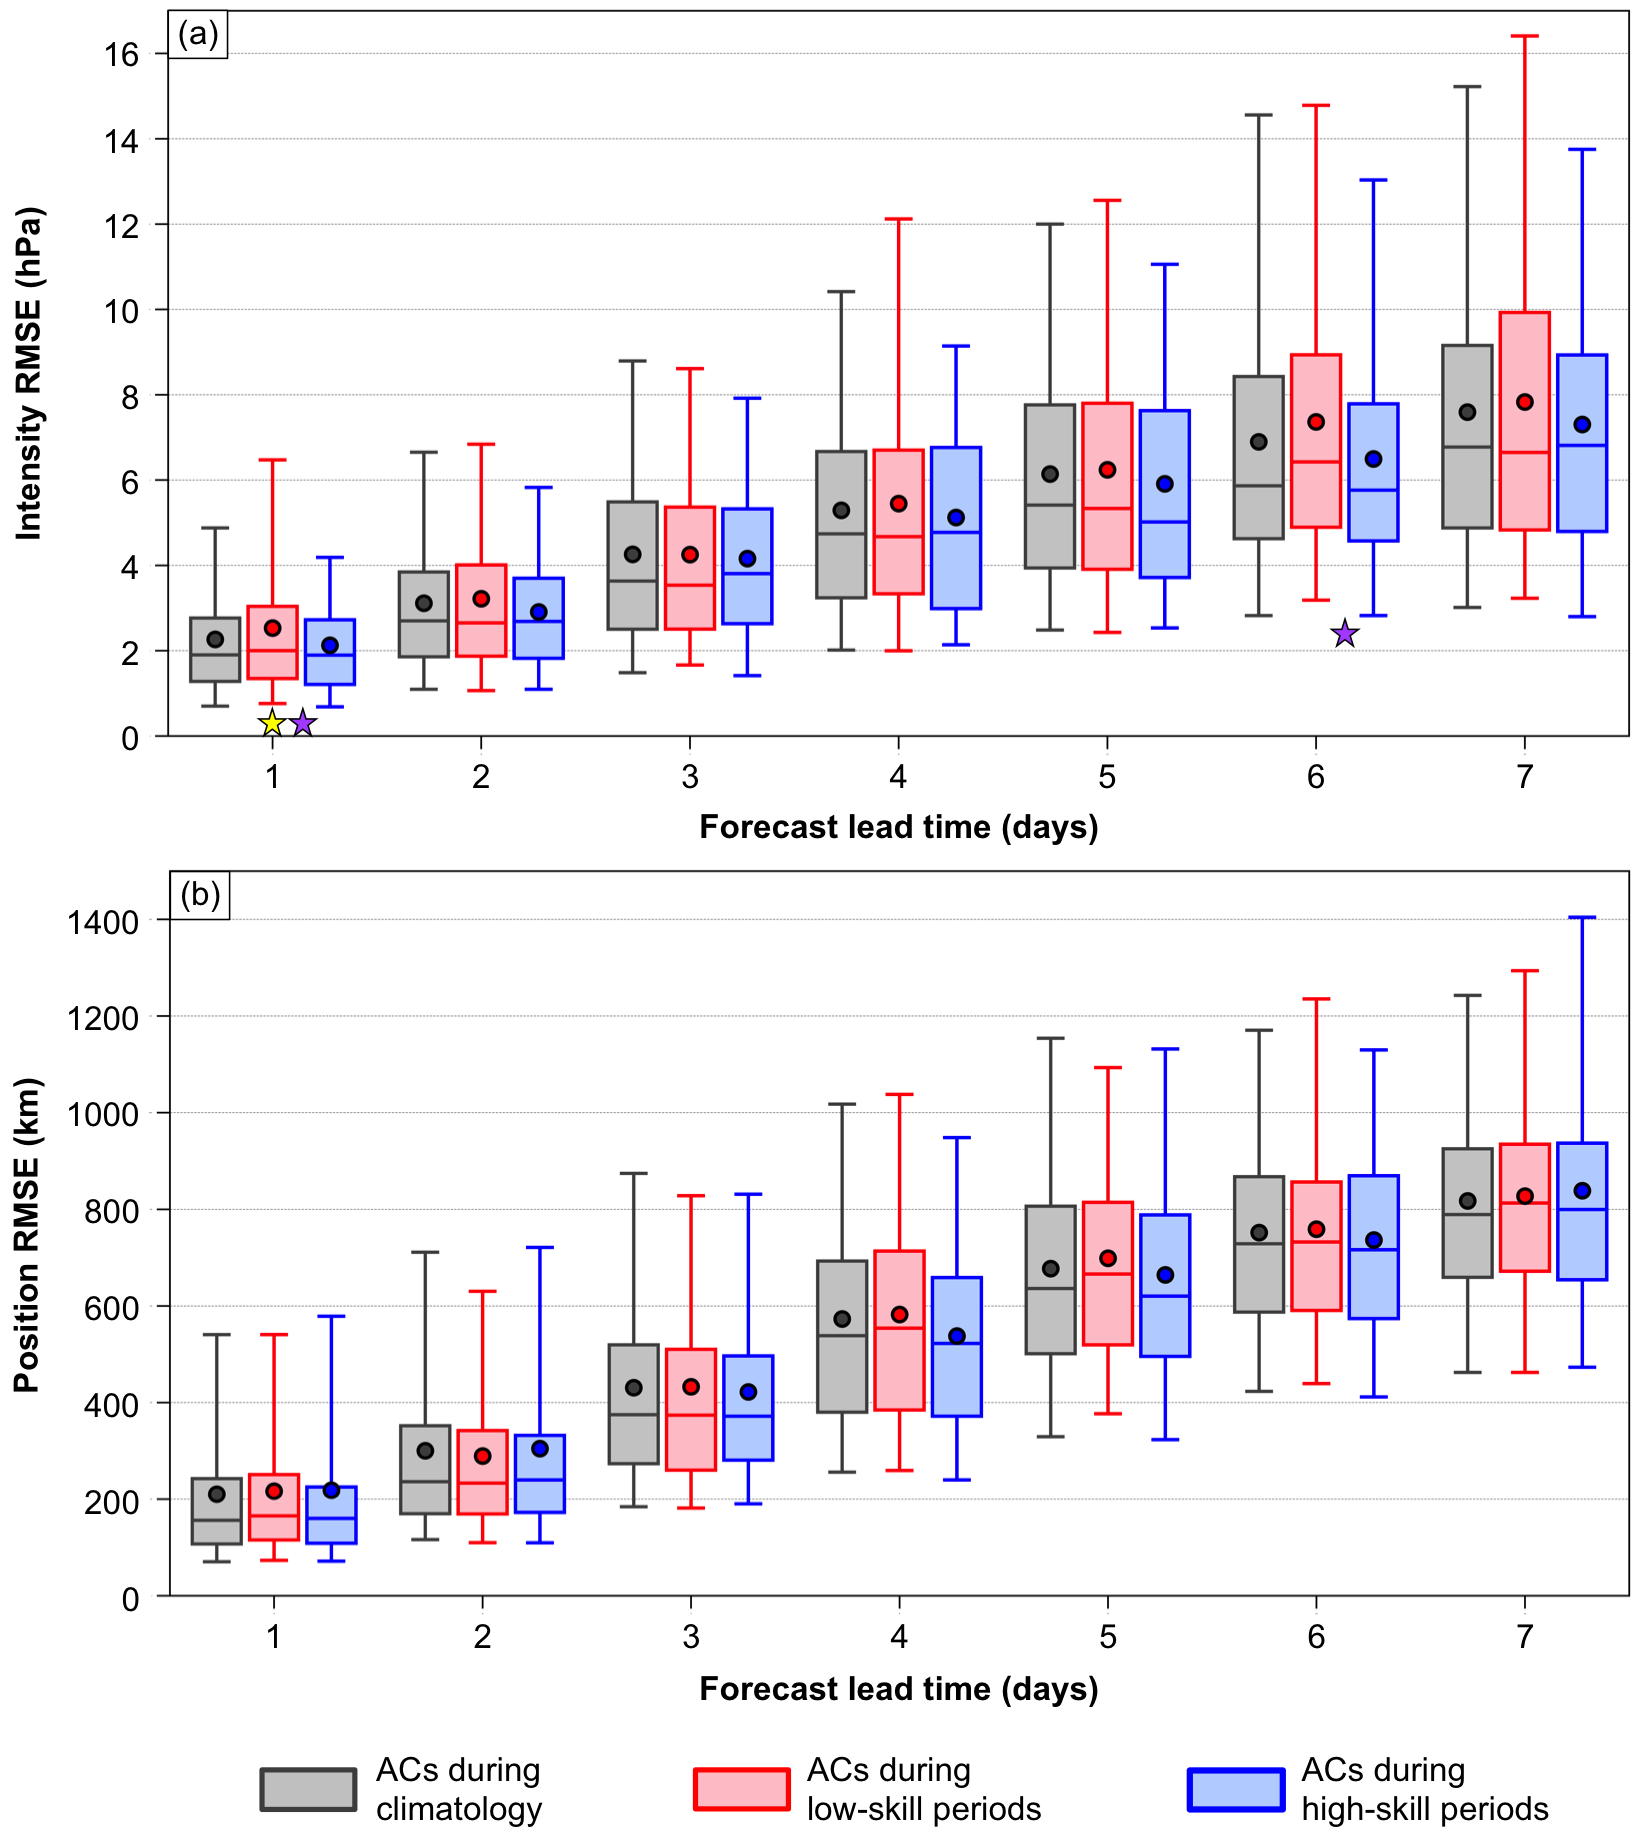 (a)
Intensity RMSE (hPa)
16
14
12
10
8
6
4
2
0
1 2 3 4 5 6 7
Forecast lead time (days)
(b)
Position RMSE (km)
1400
1200
1000
800
600
400
200
0
1 2 3 4 5 6 7
Forecast lead time (days)
ACs during
climatology
ACs during
low-skill periods
ACs during
high-skill periods